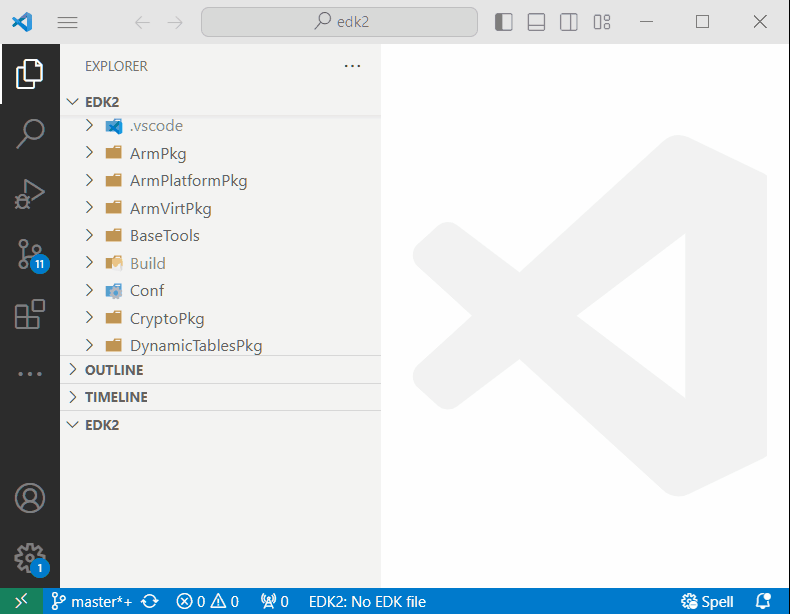 edk2
EXPLORER
EDK2
.vscode
ArmPkg
ArmPlatformPkg
ArmVirtPkg
BaseTools
Build
Conf
CryptoPkg
DynamicTablesPkg
OUTLINE
TIMELINE
EDK2
11
1
master*+ 0 0 0 EDK2: No EDK file Spell